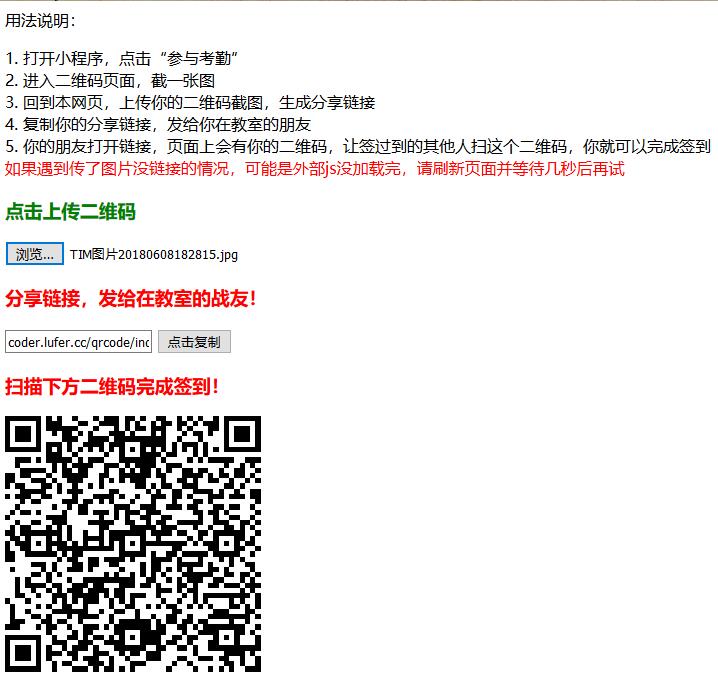 用法说明：
1. 打开小程序，点击“参与考勤”
2. 进入二维码页面，截一张图
3. 回到本网页，上传你的二维码截图，生成分享链接
4. 复制你的分享链接，发给你在教室的朋友
5. 你的朋友打开链接，页面上会有你的二维码，让签过到的其他人扫这个二维码，你就可以完成签到
如果遇到传了图片没链接的情况，可能是外部js没加载完，请刷新页面并等待几秒后再试
点击上传二维码
浏览... TIM图片20180608182815.jpg
分享链接，发给在教室的战友！
coder.lufer.cc/qrcode/inc 点击复制
扫描下方二维码完成签到！